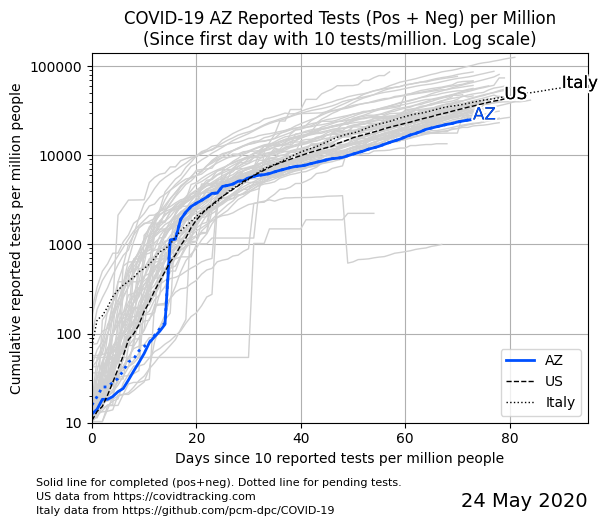 COVID-19 AZ Reported Tests (Pos + Neg) per Million
(Since first day with 10 tests/million. Log scale)
Cumulative reported tests per million people
100000
10000
1000
100
10
US
Italy
AZ
AZ
US
Italy
0
20
40
60
80
Days since 10 reported tests per million people
Solid line for completed (pos+neg). Dotted line for pending tests.
US data from https://covidtracking.com
Italy data from https://github.com/pcm-dpc/COVID-19
24 May 2020